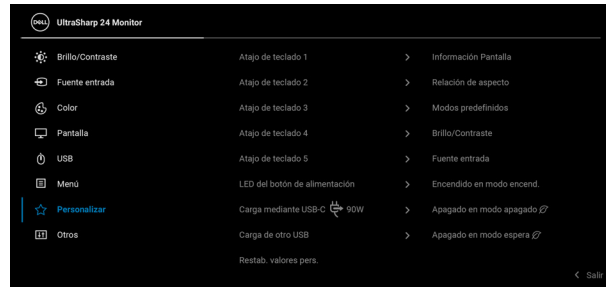 DELL UltraSharp 24 Monitor
Brillo/Contraste Atajo de teclado 1 > Información Pantalla
Fuente entrada Atajo de teclado 2 > Relación de aspecto
Color Atajo de teclado 3 > Modos predefinidos
Pantalla Atajo de teclado 4 > Brillo/Contraste
USB Atajo de teclado 5 > Fuente entrada
Menú LED del botón de alimentación > Encendido en modo encend.
Personalizar Carga mediante USB-C 90W > Apagado en modo apagado
Otros Carga de otro USB > Apagado en modo espera
Restab. valores pers.
< Salir